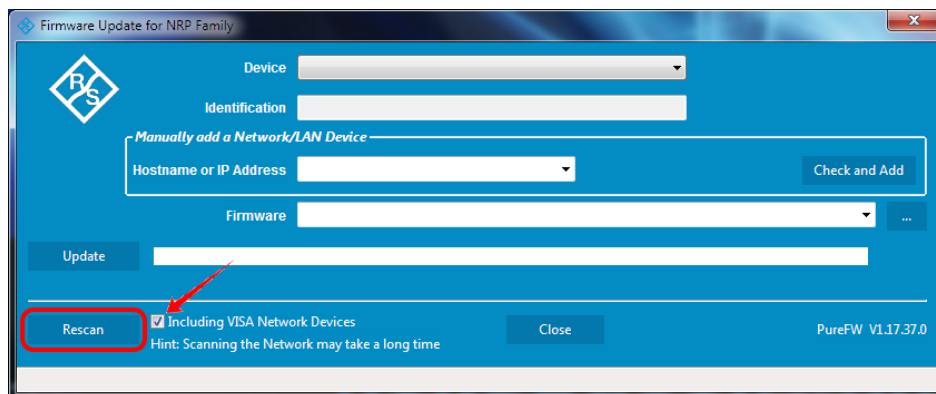 Firmware Update for NRP Family
R
S
Device
Identification
Manually add a Network/LAN Device
Hostname or IP Address
Check and Add
Firmware
...
Update
Rescan
Including VISA Network Devices
Close
PureFW V1.17.37.0
Hint: Scanning the Network may take a long time